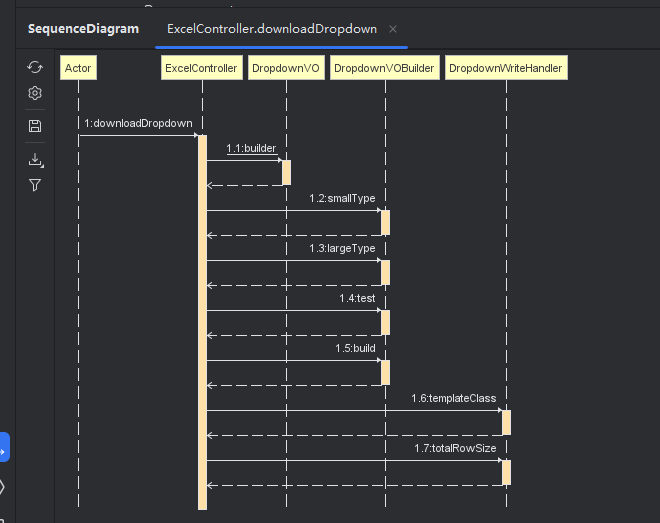 SequenceDiagram
ExcelController.downloadDropdown
Actor
ExcelController
DropdownVO
DropdownVOBuilder
DropdownWriteHandler
1:downloadDropdown
1.1:builder
1.2:smallType
1.3:largeType
1.4:test
1.5:build
1.6:templateClass
1.7:totalRowSize